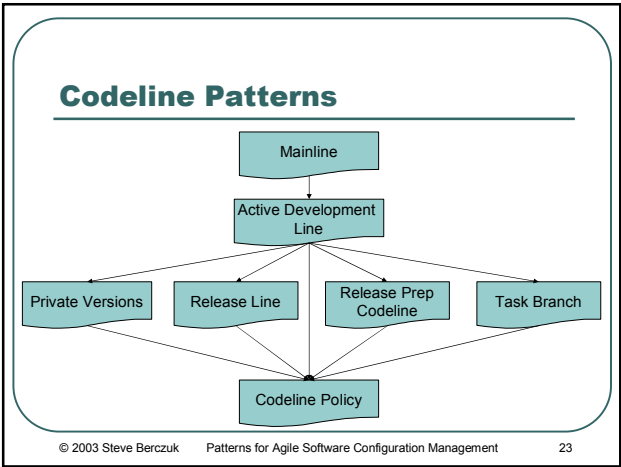 Codeline Patterns
Mainline
Active Development
Line
Private Versions
Release Line
Release Prep
Codeline
Task Branch
Codeline Policy
© 2003 Steve Berczuk Patterns for Agile Software Configuration Management 23